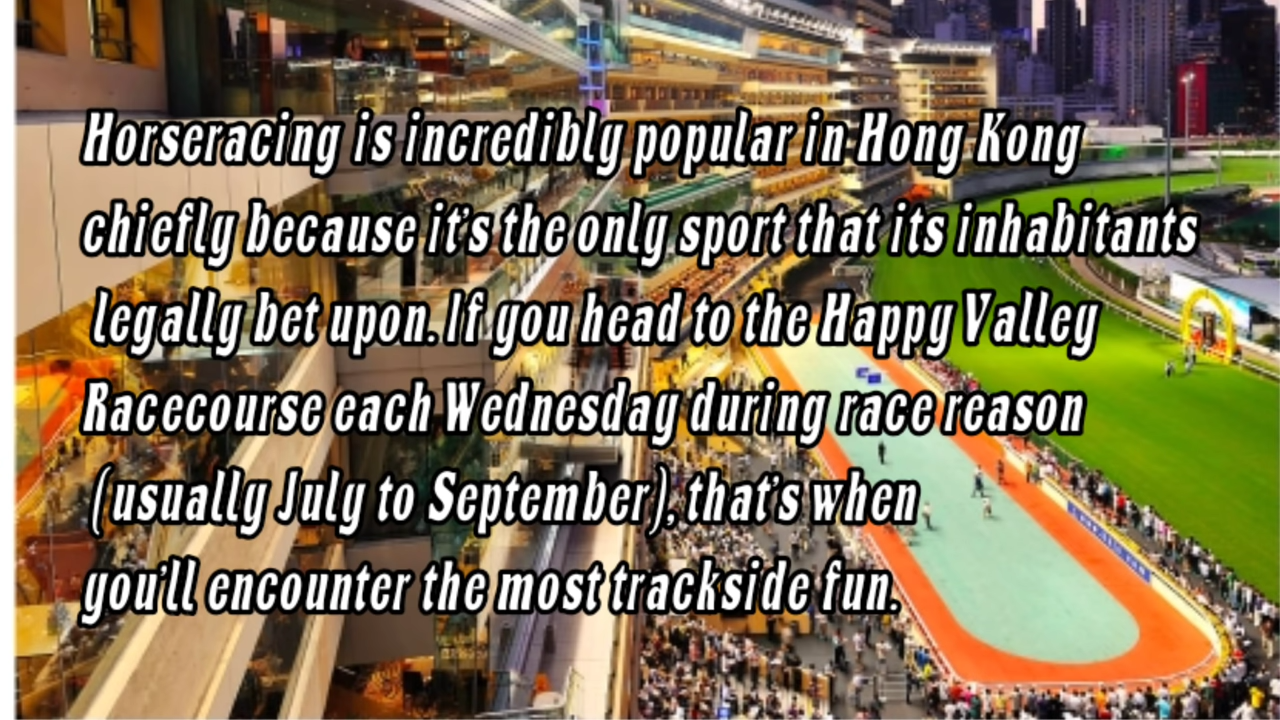 Horseracing is incredibly popular in Hong Kong
chiefly because it's the only sport that its inhabitants
legally bet upon. If you head to the Happy Valley
Racecourse each Wednesday during race reason
(usually July to September), that's when
you'll encounter the most trackside fun.